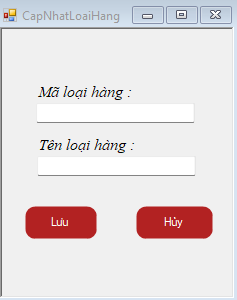 CapNhatLoaiHang
Mã loại hàng :
Tên loại hàng :
Lưu
Hủy